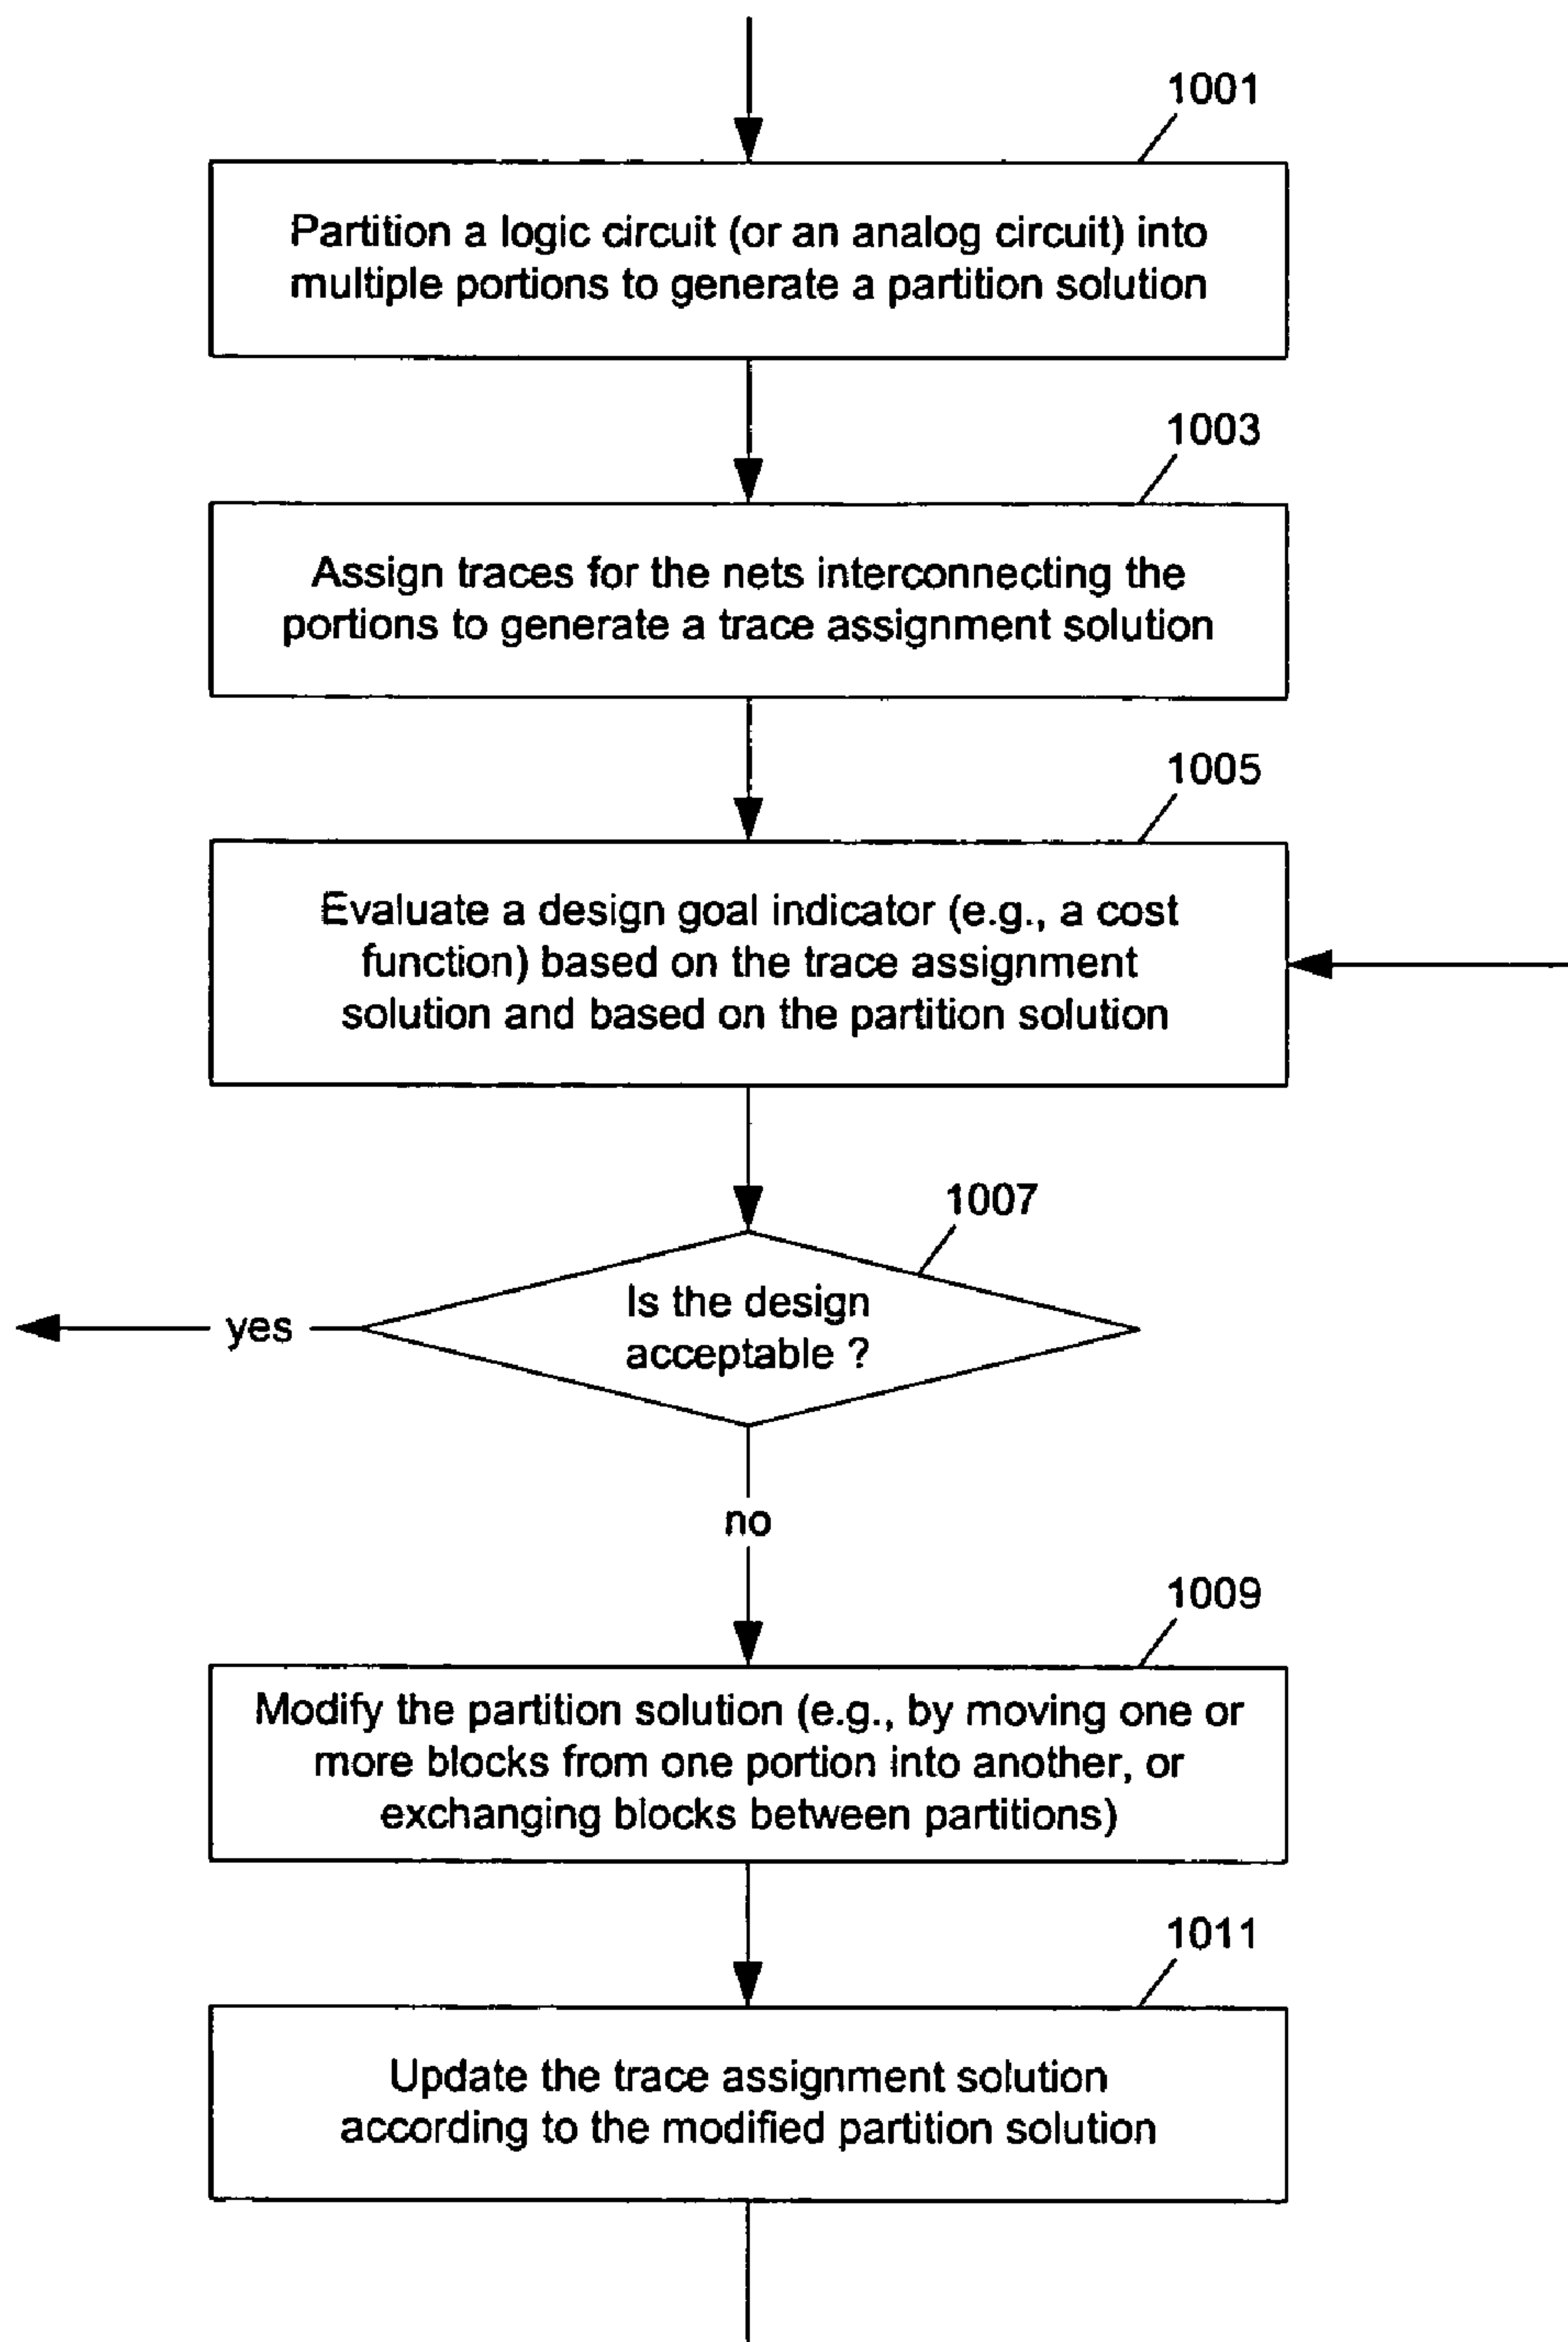 1001
Partition a logic circuit (or an analog circuit) into
multiple portions to generate a partition solution
1003
Assign traces for the nets interconnecting the
portions to generate a trace assignment solution
1005
Evaluate a design goal indicator (e.g., a cost
function) based on the trace assignment
solution and based on the partition solution
1007
Is the design
acceptable ?
yes
no
1009
Modify the partition solution (e.g., by moving one or
more blocks from one portion into another, or
exchanging blocks between partitions)
1011
Update the trace assignment solution
according to the modified partition solution